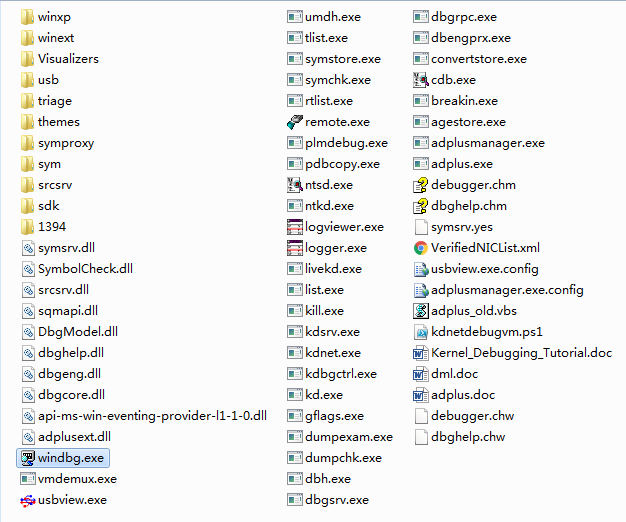 winxp
winext
Visualizers
usb
triage
themes
symproxy
sym
srcsrv
sdk
1394
symsrv.dll
SymbolCheck.dll
srcsrv.dll
sqmapi.dll
DbgModel.dll
dbghelp.dll
dbgeng.dll
dbgcore.dll
api-ms-win-eventing-provider-l1-1-0.dll
adplusext.dll
windbg.exe
vmdemux.exe
usbview.exe
umdh.exe
tlist.exe
symstore.exe
symchk.exe
rtlist.exe
remote.exe
plmdebug.exe
pdbcopy.exe
ntsd.exe
ntkd.exe
logviewer.exe
logger.exe
livekd.exe
list.exe
kill.exe
kdsrv.exe
kdnet.exe
kdbgctrl.exe
kd.exe
gflags.exe
dumpexam.exe
dumpchk.exe
dbh.exe
dbgsrv.exe
dbgrpc.exe
dbengprx.exe
convertstore.exe
cdb.exe
breakin.exe
agestore.exe
adplusmanager.exe
adplus.exe
debugger.chm
dbghelp.chm
symsrv.yes
VerifiedNICList.xml
usbview.exe.config
adplusmanager.exe.config
adplus_old.vbs
kdnetdebugvm.ps1
Kernel_Debugging_Tutorial.doc
dml.doc
adplus.doc
debugger.chw
dbghelp.chw